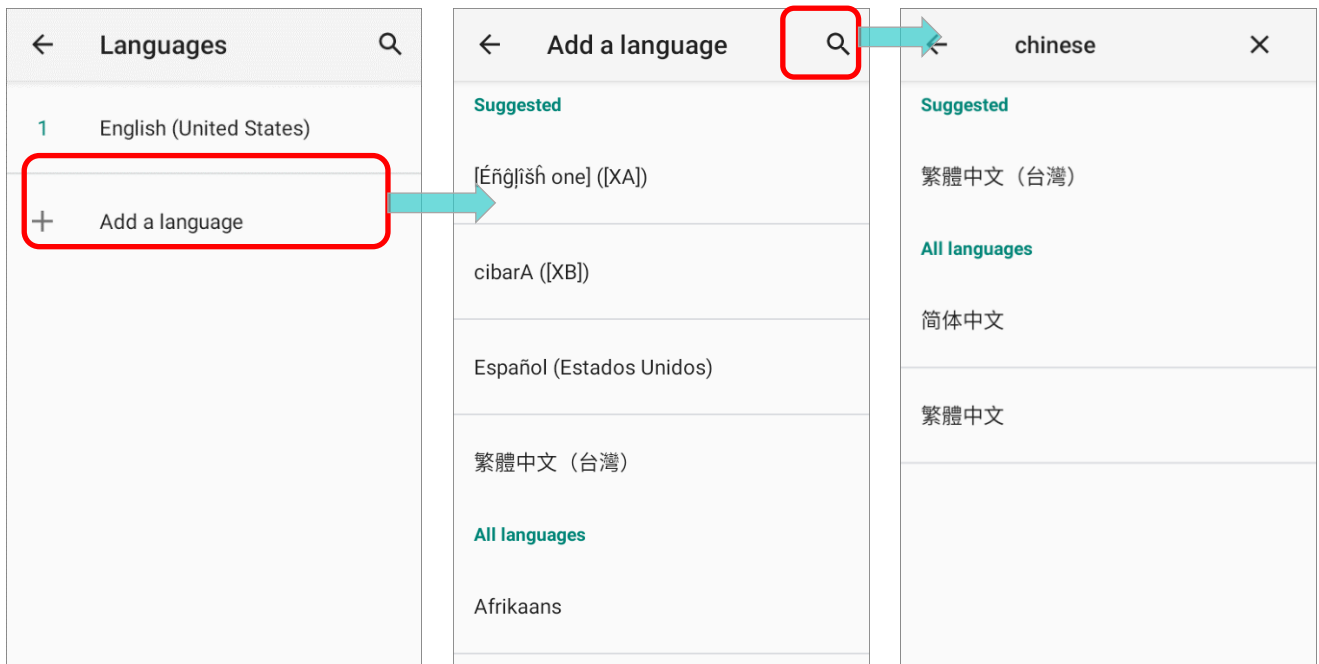 Languages
1 English (United States)
Add a language
Add a language
Suggested
[Éñĝļîšĥ one] ([XA])
cibarA ([XB])
Español (Estados Unidos)
繁體中文（台灣）
All languages
Afrikaans
chinese
Suggested
繁體中文（台灣）
All languages
简体中文
繁體中文